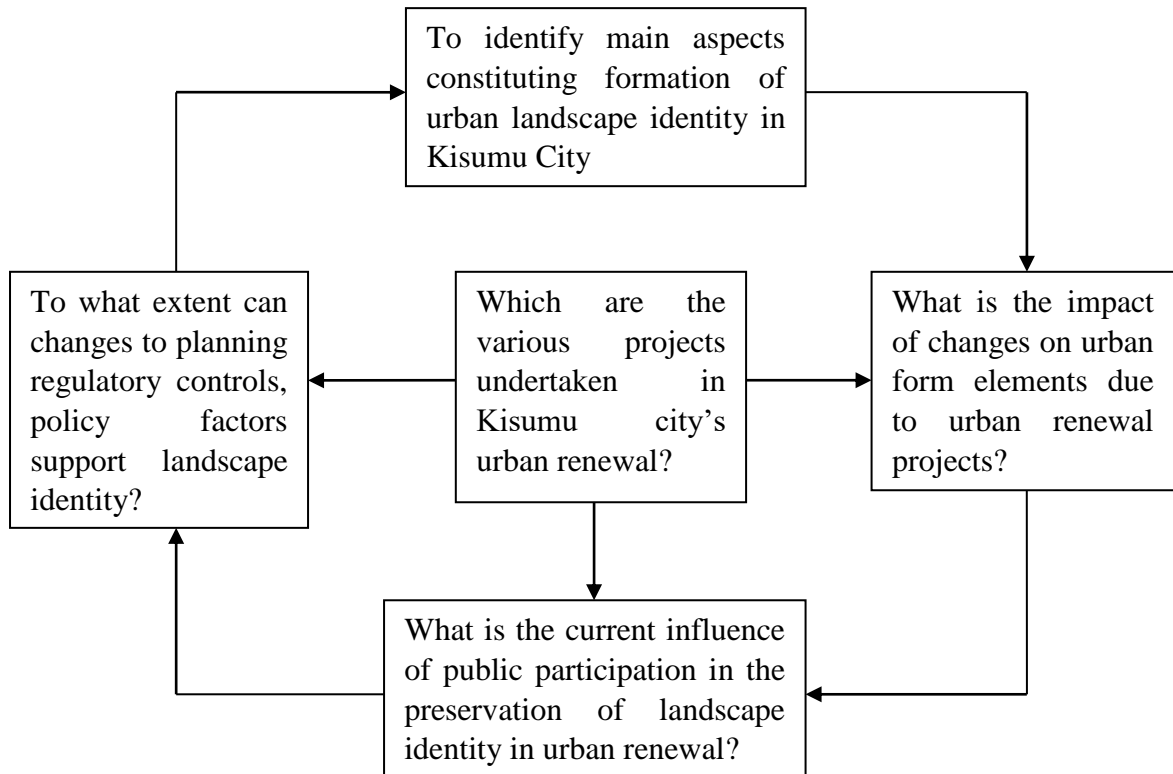 To identify main aspects
constituting formation of
urban landscape identity in
Kisumu City
To what extent can
changes to planning
regulatory controls,
policy factors
support landscape
identity?
Which are the
various projects
undertaken in
Kisumu city's
urban renewal?
What is the impact
of changes on urban
form elements due
to urban renewal
projects?
What is the current influence
of public participation in the
preservation of landscape
identity in urban renewal?